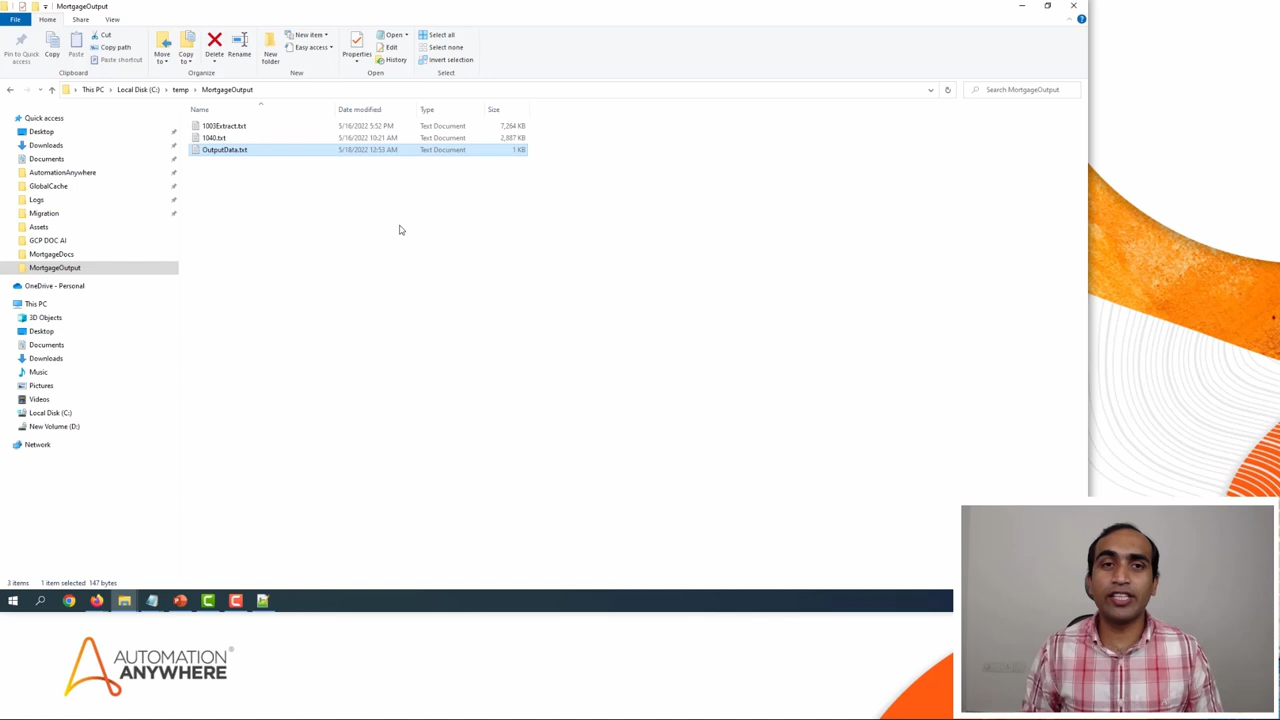 MortgageOutput
File Home Share View
Pin to Quick access
Copy
Paste
Cut
Copy path
Paste shortcut
Move to
Copy to
Delete
Rename
New folder
New item
Easy access
Properties
Open
Edit
History
Select all
Select none
Invert selection
Clipboard Organize New Open Select
This PC > Local Disk (C:) > temp > MortgageOutput
Search MortgageOutput
Name Date modified Type Size
1003Extract.txt 5/16/2022 5:52 PM Text Document 7,264 KB
1040.txt 5/16/2022 10:21 AM Text Document 2,887 KB
OutputData.txt 5/18/2022 12:53 AM Text Document 1 KB
Quick access
Desktop
Downloads
Documents
AutomationAnywhere
GlobalCache
Logs
Migration
Assets
GCP DOC AI
MortgageDocs
MortgageOutput
OneDrive - Personal
This PC
3D Objects
Desktop
Documents
Downloads
Music
Pictures
Videos
Local Disk (C:)
New Volume (D:)
Network
3 items 1 item selected 147 bytes
AUTOMATION
ANYWHERE®